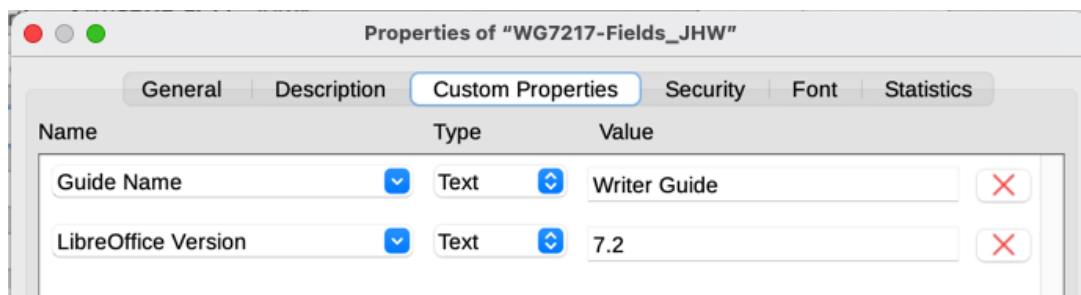 Properties of “WG7217-Fields_JHW”
General Description Custom Properties Security Font Statistics
Name Type Value
Guide Name Text Writer Guide
LibreOffice Version Text 7.2